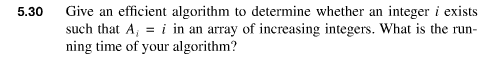 5.30 Give an efficient algorithm to determine whether an integer i exists
such that Aᵢ = i in an array of increasing integers. What is the run-
ning time of your algorithm?